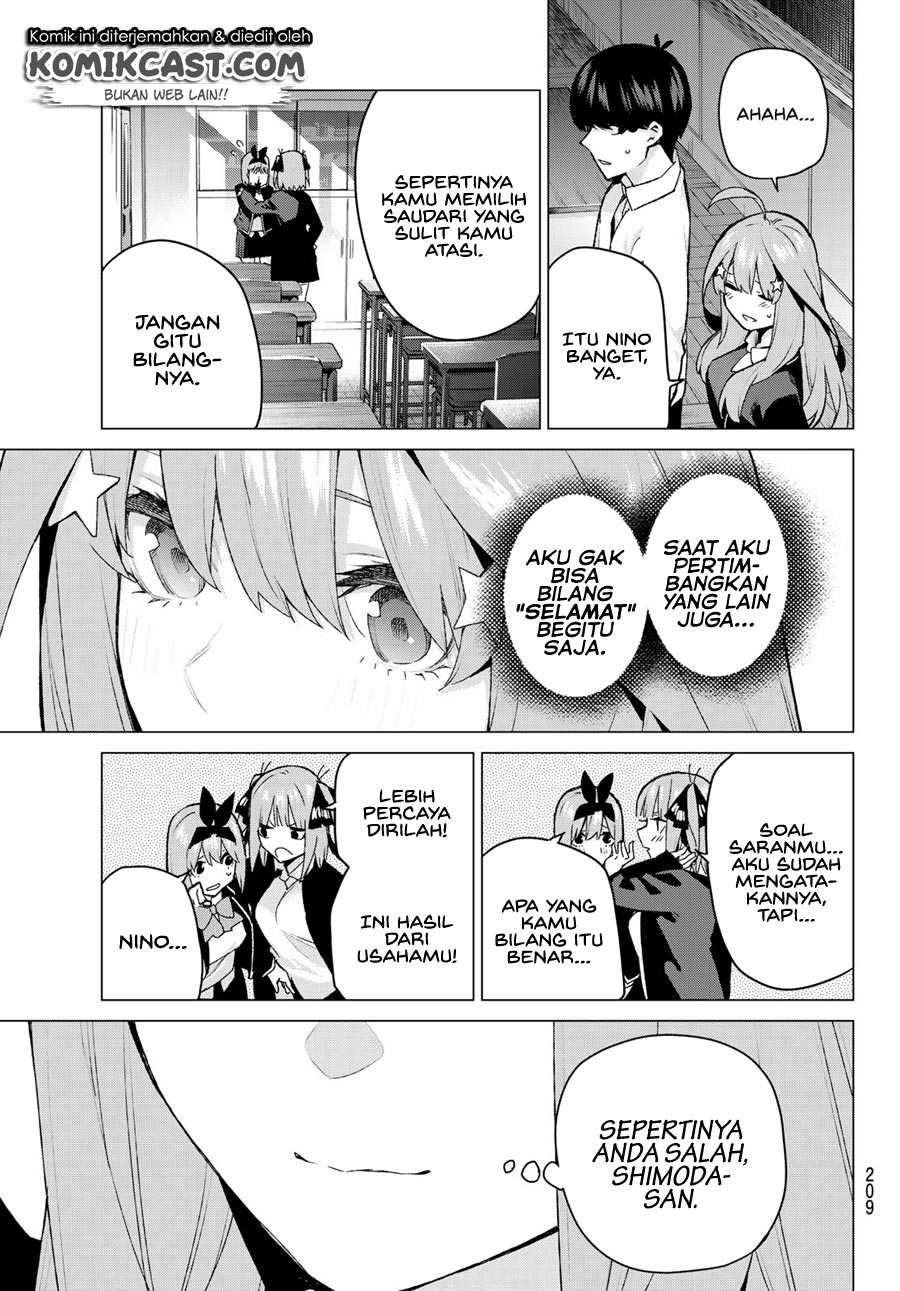 Komik ini diterjemahkan & diedit oleh
KOMIKCAST.COM
BUKAN WEB LAIN!!
AHAHA...
ITU NINO
BANGET,
YA.
SEPERTINYA
KAMU MEMILIH
SAUDARI YANG
SULIT KAMU
ATASI.
JANGAN
GITU
BILANG-
NYA.
SAAT AKU
PERTIM-
BANGKAN
YANG LAIN
JUGA...
AKU GAK
BISA
BILANG
"SELAMAT"
BEGITU
SAJA.
SOAL
SARANMU...
AKU SUDAH
MENGATA-
KANNYA,
TAPI...
APA YANG
KAMU
BILANG ITU
BENAR...
LEBIH
PERCAYA
DIRILAH!
INI HASIL
DARI
USAHAMU!
NINO...
SEPERTINYA
ANDA SALAH,
SHIMODA-
SAN.
209